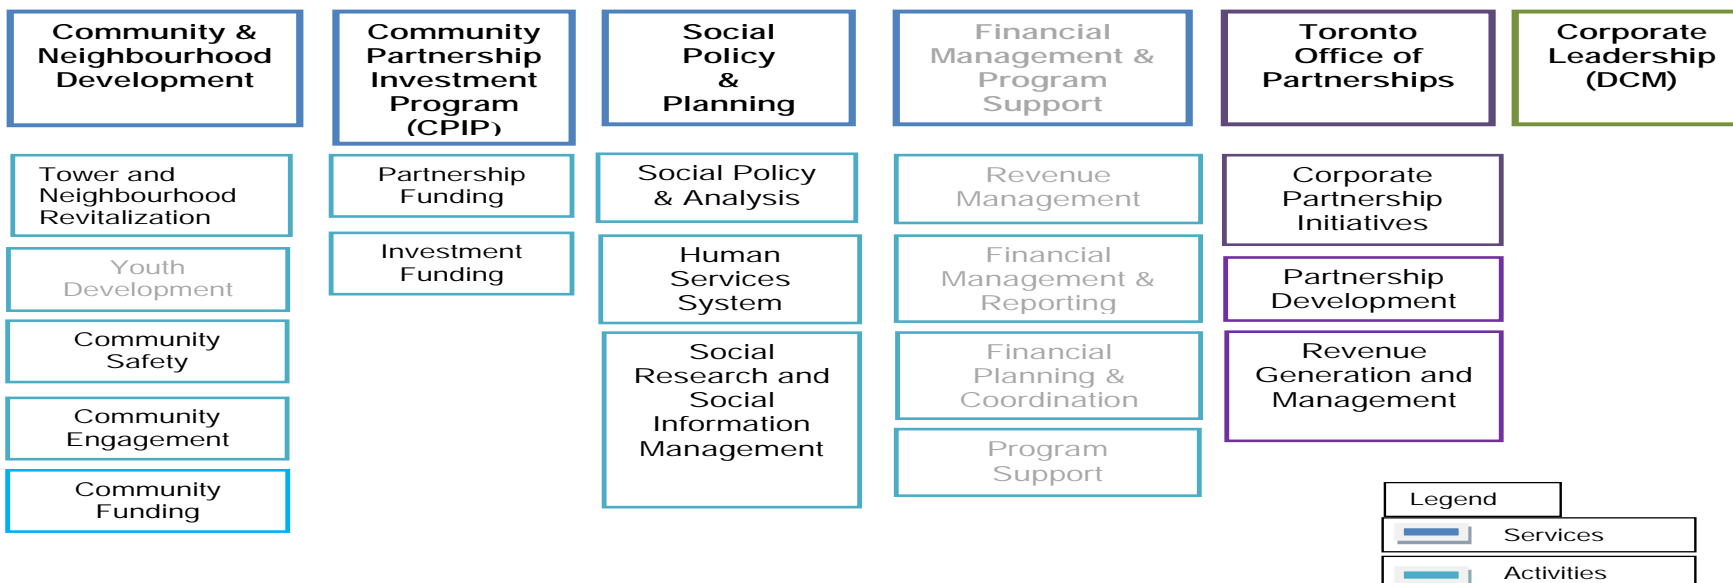 Community &
Neighbourhood
Development
Community
Partnership
Investment
Program
(CPIP)
Social
Policy
&
Planning
Financial
Management &
Program
Support
Toronto
Office of
Partnerships
Corporate
Leadership
(DCM)
Tower and
Neighbourhood
Revitalization
Youth
Development
Community
Safety
Community
Engagement
Community
Funding
Partnership
Funding
Investment
Funding
Social Policy
& Analysis
Human
Services
System
Social
Research and
Social
Information
Management
Revenue
Management
Financial
Management &
Reporting
Financial
Planning &
Coordination
Program
Support
Corporate
Partnership
Initiatives
Partnership
Development
Revenue
Generation and
Management
Legend
Services
Activities